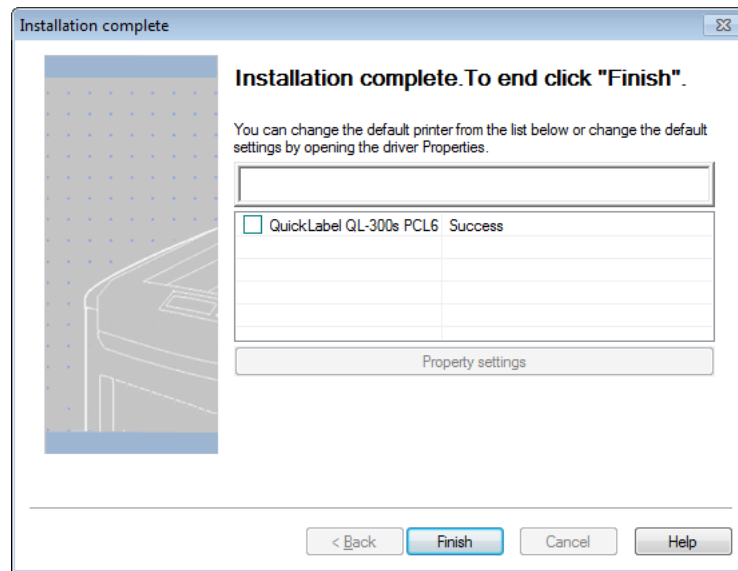 Installation complete
Installation complete.To end click "Finish".
You can change the default printer from the list below or change the default
settings by opening the driver Properties.
QuickLabel QL-300s PCL6 Success
Property settings
< Back Finish Cancel Help